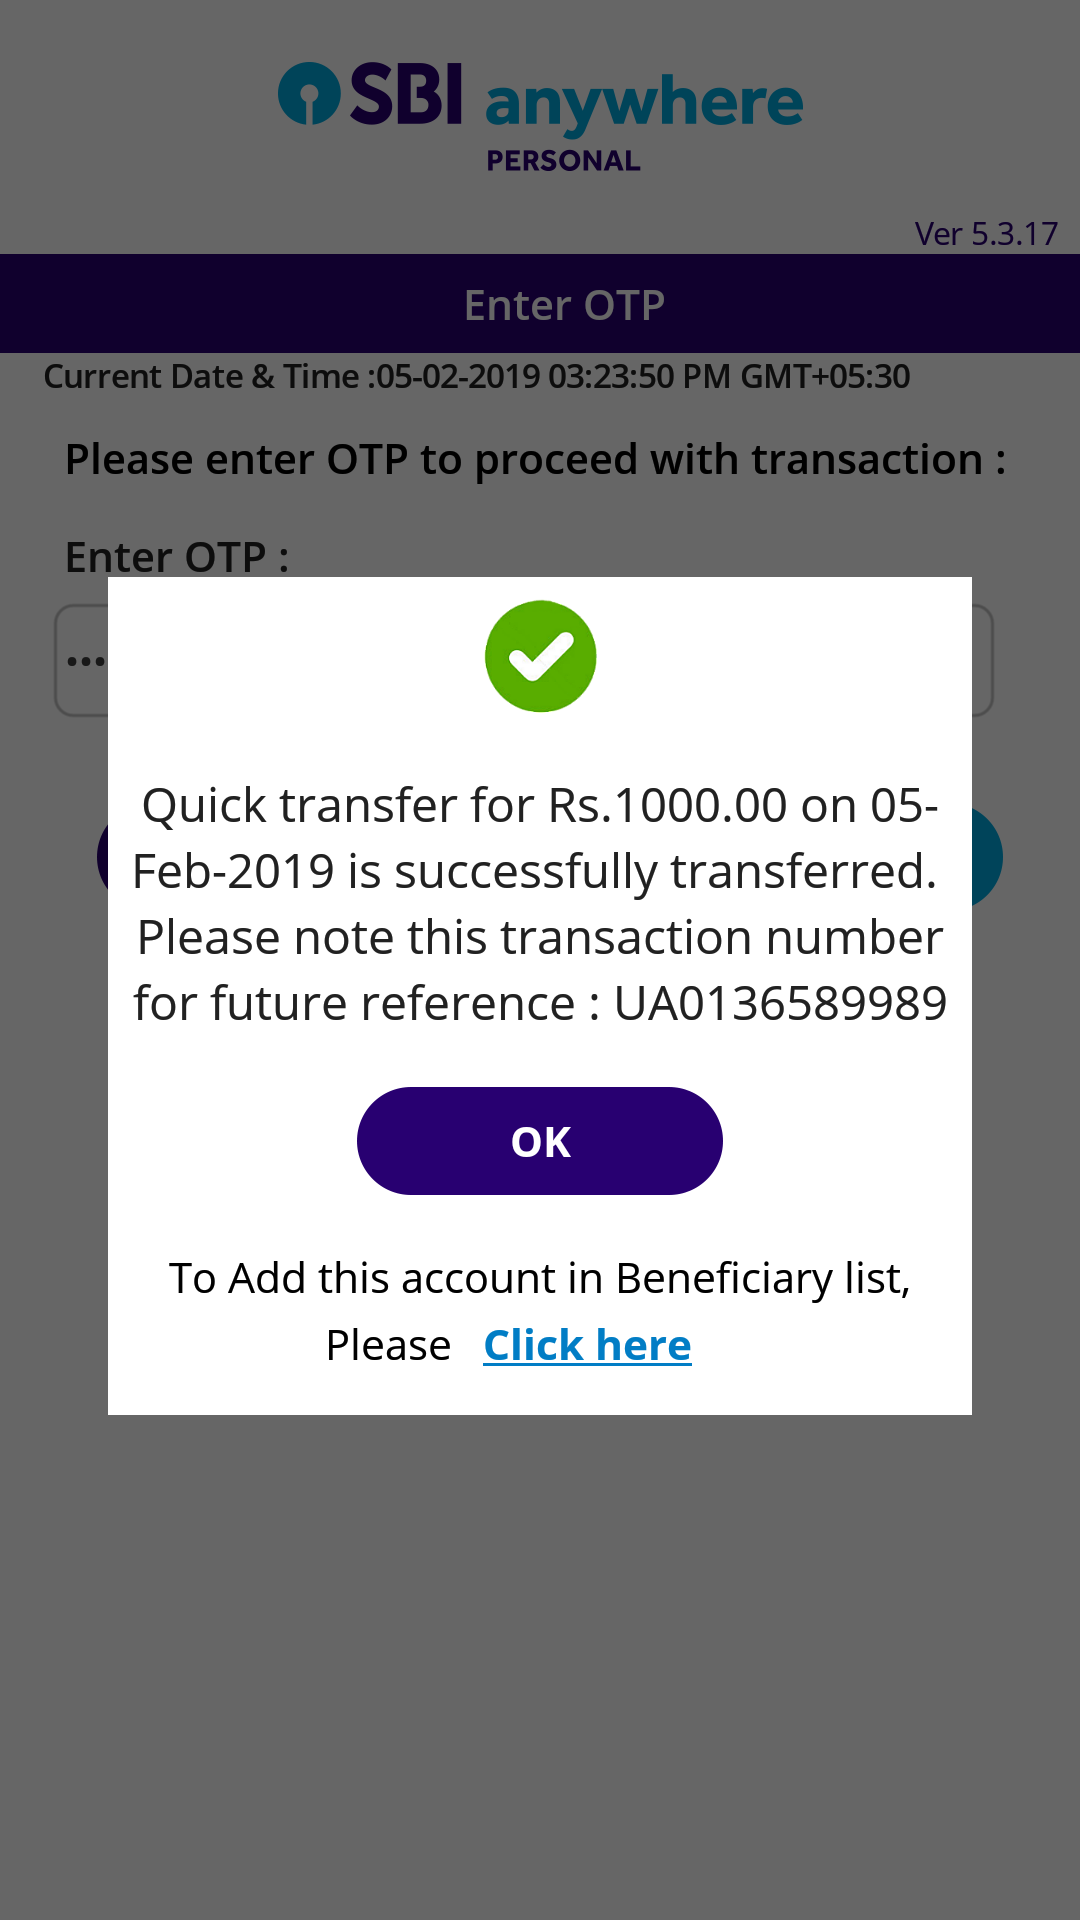 SBI anywhere
PERSONAL
Ver 5.3.17
Enter OTP
Current Date & Time :05-02-2019 03:23:50 PM GMT+05:30
Please enter OTP to proceed with transaction :
Enter OTP :
•••
Quick transfer for Rs.1000.00 on 05-
Feb-2019 is successfully transferred.
Please note this transaction number
for future reference : UA0136589989
OK
To Add this account in Beneficiary list,
Please Click here